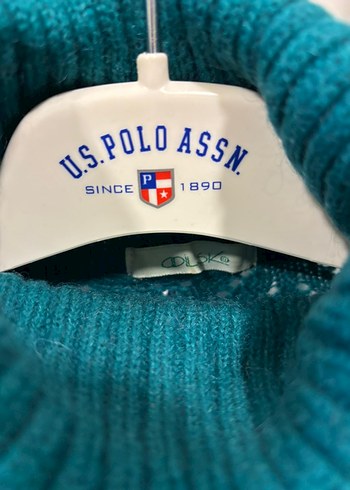 U.S. POLO ASSN.
SINCE P 1890